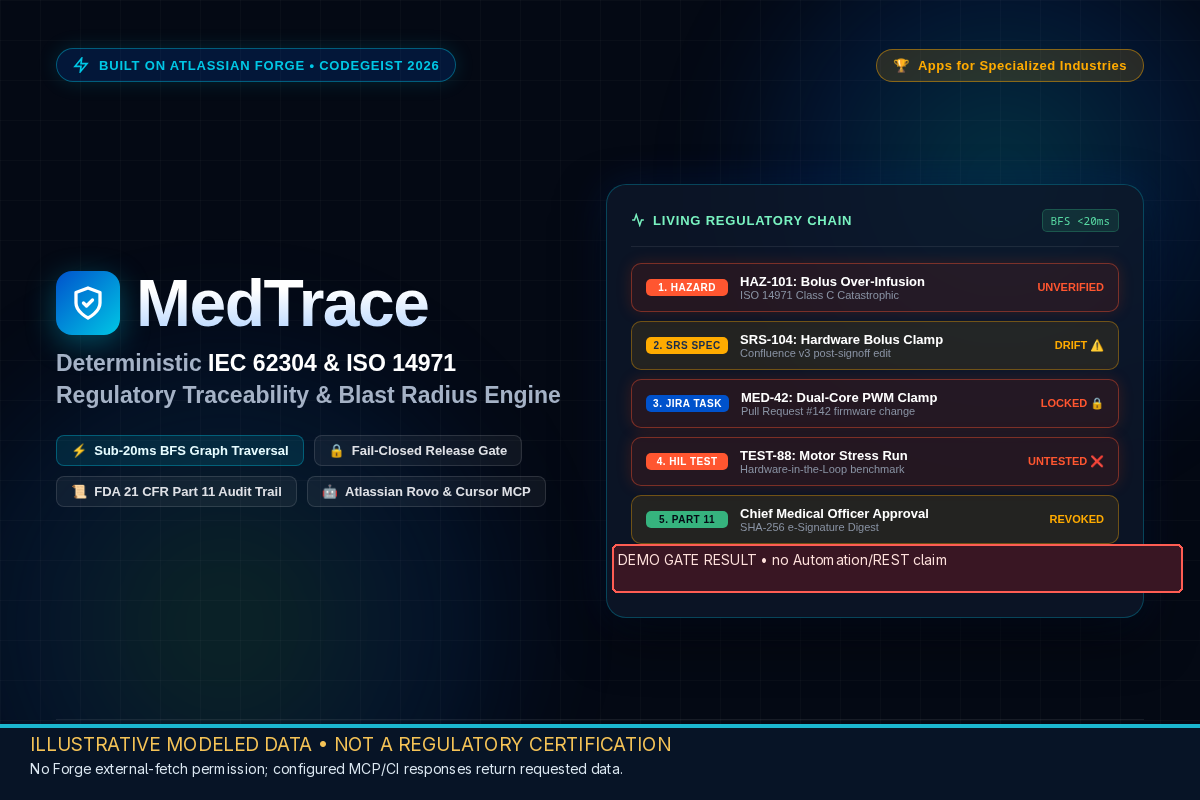 BUILT ON ATLASSIAN FORGE • CODEGEIST 2026
🏆 Apps for Specialized Industries
MedTrace
Deterministic IEC 62304 & ISO 14971
Regulatory Traceability & Blast Radius Engine
⚡ Sub-20ms BFS Graph Traversal
🔒 Fail-Closed Release Gate
📜 FDA 21 CFR Part 11 Audit Trail
🤖 Atlassian Rovo & Cursor MCP
LIVING REGULATORY CHAIN
BFS <20ms
1. HAZARD
HAZ-101: Bolus Over-Infusion
ISO 14971 Class C Catastrophic
UNVERIFIED
2. SRS SPEC
SRS-104: Hardware Bolus Clamp
Confluence v3 post-signoff edit
DRIFT ⚠️
3. JIRA TASK
MED-42: Dual-Core PWM Clamp
Pull Request #142 firmware change
LOCKED 🔒
4. HIL TEST
TEST-88: Motor Stress Run
Hardware-in-the-Loop benchmark
UNTESTED ❌
5. PART 11
Chief Medical Officer Approval
SHA-256 e-Signature Digest
REVOKED
DEMO GATE RESULT • no Automation/REST claim
ILLUSTRATIVE MODELED DATA • NOT A REGULATORY CERTIFICATION
No Forge external-fetch permission; configured MCP/CI responses return requested data.